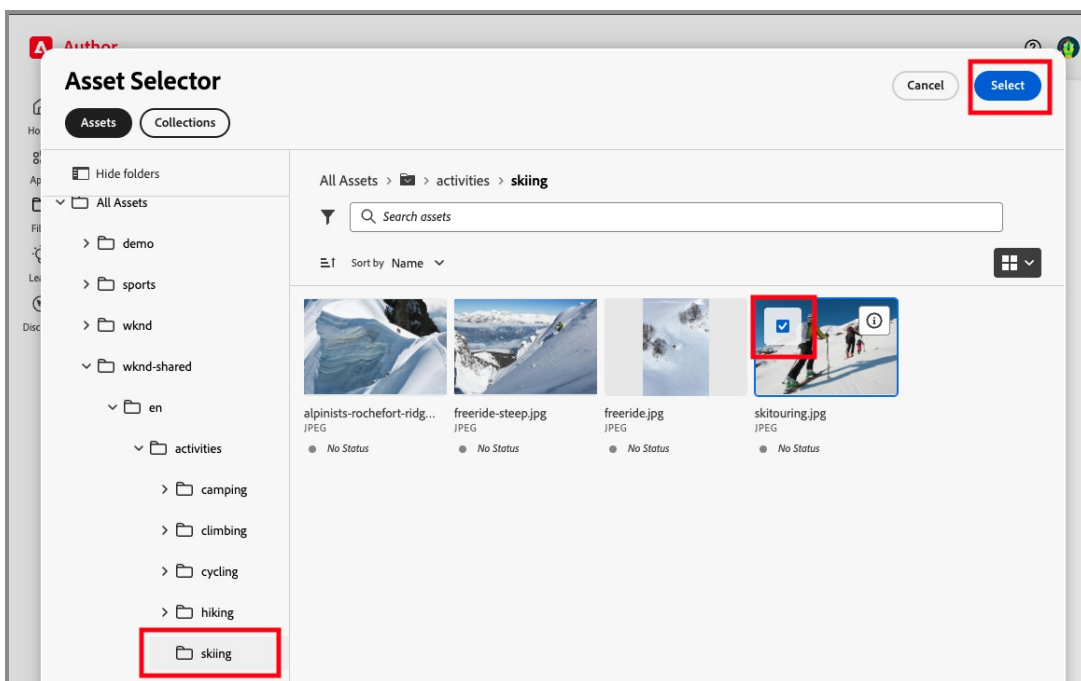 Author
Asset Selector
Cancel
Select
Assets
Collections
Hide folders
All Assets
demo
sports
wknd
wknd-shared
en
activities
camping
climbing
cycling
hiking
skiing
All Assets > > activities > skiing
Search assets
Sort by Name
alpinists-rochefort-ridg...
JPEG
No Status
freeride-steep.jpg
JPEG
No Status
freeride.jpg
JPEG
No Status
skitouring.jpg
JPEG
No Status